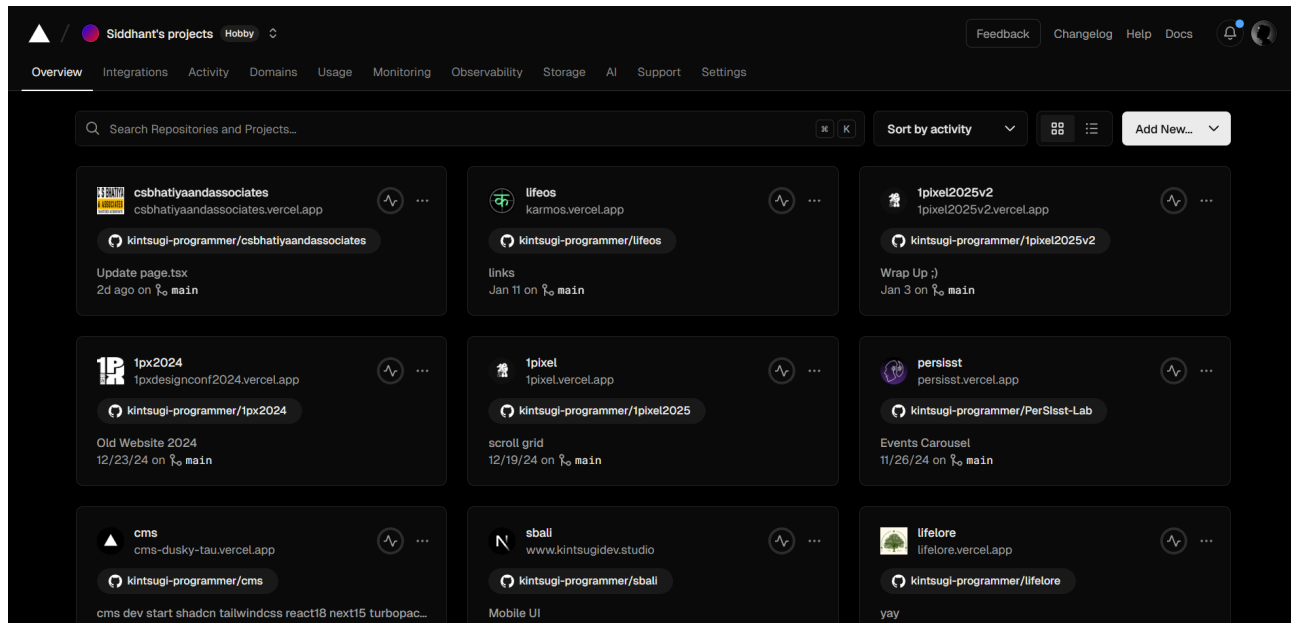 Siddhant's projects Hobby
Feedback Changelog Help Docs
Overview Integrations Activity Domains Usage Monitoring Observability Storage AI Support Settings
Search Repositories and Projects... ⌘ K Sort by activity Add New...
csbhatiyaandassociates
csbhatiyaandassociates.vercel.app
kintsugi-programmer/csbhatiyaandassociates
Update page.tsx
2d ago on main
lifeos
karmos.vercel.app
kintsugi-programmer/lifeos
links
Jan 11 on main
1pixel2025v2
1pixel2025v2.vercel.app
kintsugi-programmer/1pixel2025v2
Wrap Up ;)
Jan 3 on main
1px2024
1pxdesignconf2024.vercel.app
kintsugi-programmer/1px2024
Old Website 2024
12/23/24 on main
1pixel
1pixel.vercel.app
kintsugi-programmer/1pixel2025
scroll grid
12/19/24 on main
persisst
persisst.vercel.app
kintsugi-programmer/PerSIsst-Lab
Events Carousel
11/26/24 on main
cms
cms-dusky-tau.vercel.app
kintsugi-programmer/cms
cms dev start shadcn tailwindcss react18 next15 turbopac...
sbali
www.kintsugidev.studio
kintsugi-programmer/sbali
Mobile UI
lifelore
lifelore.vercel.app
kintsugi-programmer/lifelore
yay